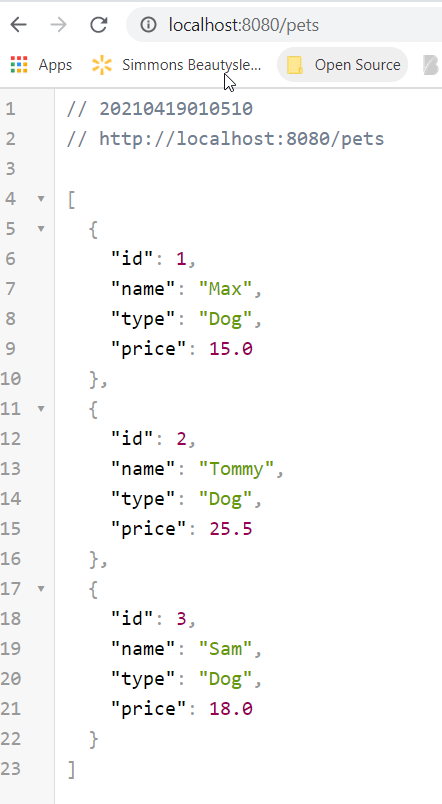 localhost:8080/pets
Apps Simmons Beautysle... Open Source
1 // 20210419010510
2 // http://localhost:8080/pets
3
4 [
5 {
6 "id": 1,
7 "name": "Max",
8 "type": "Dog",
9 "price": 15.0
10 },
11 {
12 "id": 2,
13 "name": "Tommy",
14 "type": "Dog",
15 "price": 25.5
16 },
17 {
18 "id": 3,
19 "name": "Sam",
20 "type": "Dog",
21 "price": 18.0
22 }
23 ]